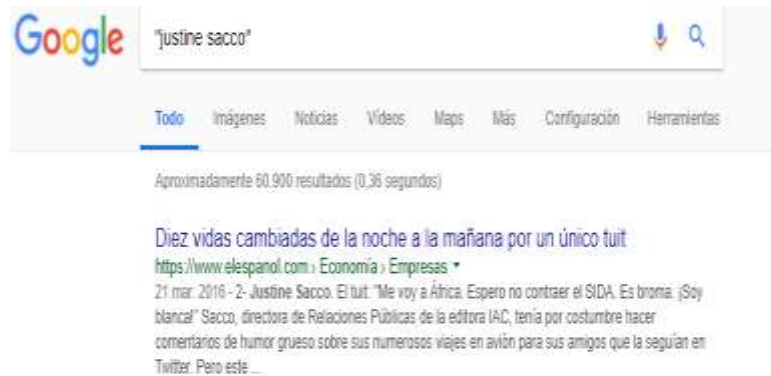 Google "justine sacco"
Todo Imágenes Noticias Vídeos Maps Más Configuración Herramientas
Aproximadamente 60.900 resultados (0,36 segundos)
Diez vidas cambiadas de la noche a la mañana por un único tuit
https://www.elespanol.com › Economía › Empresas ▾
21 mar. 2016 - 2- Justine Sacco. El tuit: "Me voy a África. Espero no contraer el SIDA. Es broma. ¡Soy
blanca!" Sacco, directora de Relaciones Públicas de la editora IAC, tenía por costumbre hacer
comentarios de humor grueso sobre sus numerosos viajes en avión para sus amigos que la seguían en
Twitter. Pero este ...